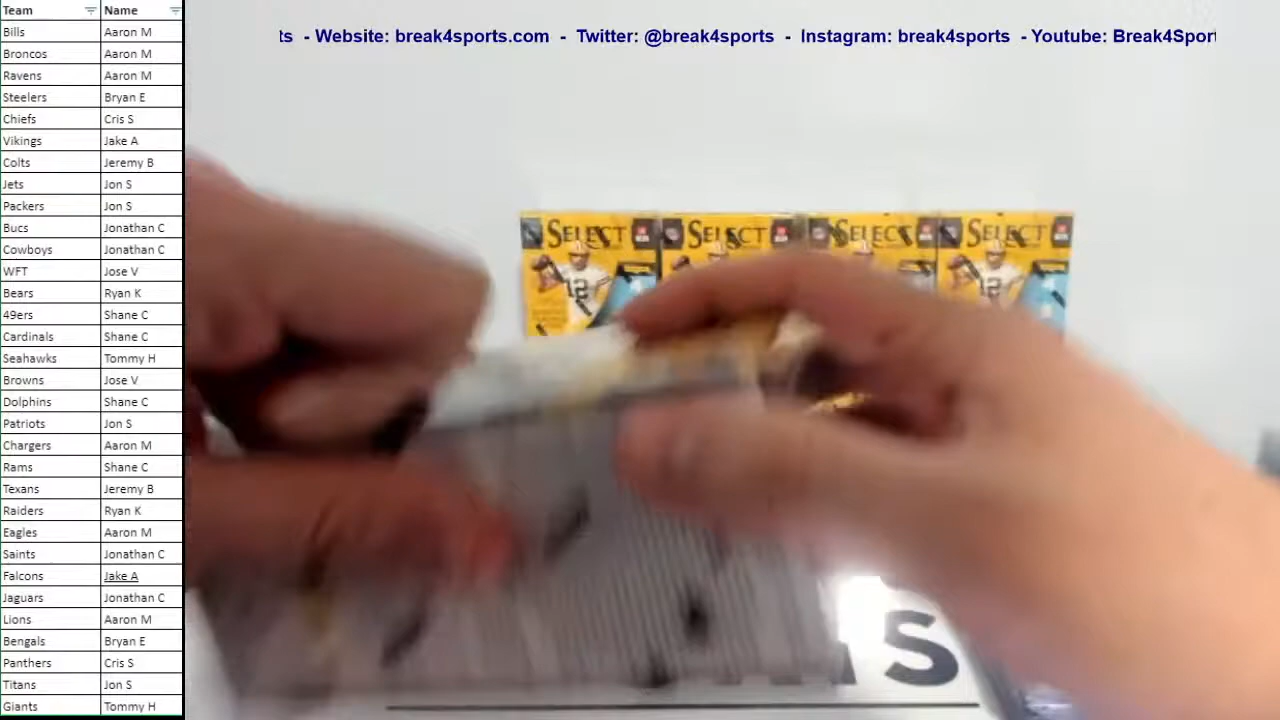 Team Name
Bills Aaron M
Broncos Aaron M
Ravens Aaron M
Steelers Bryan E
Chiefs Cris S
Vikings Jake A
Colts Jeremy B
Jets Jon S
Packers Jon S
Bucs Jonathan C
Cowboys Jonathan C
WFT Jose V
Bears Ryan K
49ers Shane C
Cardinals Shane C
Seahawks Tommy H
Browns Jose V
Dolphins Shane C
Patriots Jon S
Chargers Aaron M
Rams Shane C
Texans Jeremy B
Raiders Ryan K
Eagles Aaron M
Saints Jonathan C
Falcons Jake A
Jaguars Jonathan C
Lions Aaron M
Bengals Bryan E
Panthers Cris S
Titans Jon S
Giants Tommy H
ts - Website: break4sports.com - Twitter: @break4sports - Instagram: break4sports - Youtube: Break4Sport
SELECT SELECT SELECT SELECT
12 12
S